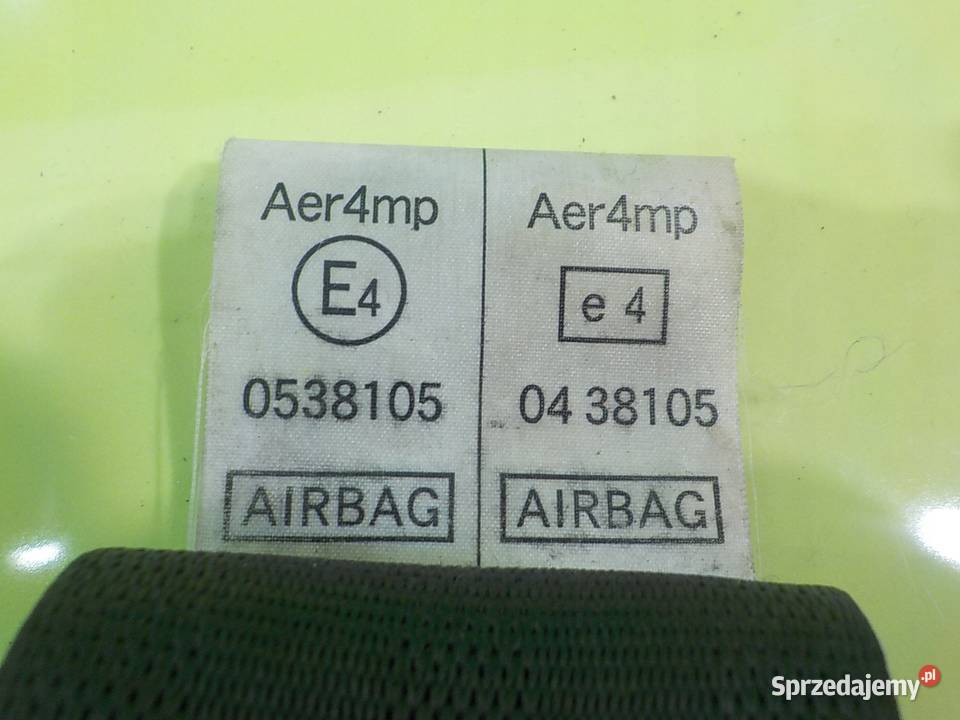 Aer4mp
E4
0538105
AIRBAG
Aer4mp
e 4
04 38105
AIRBAG
Sprzedajemy.pl